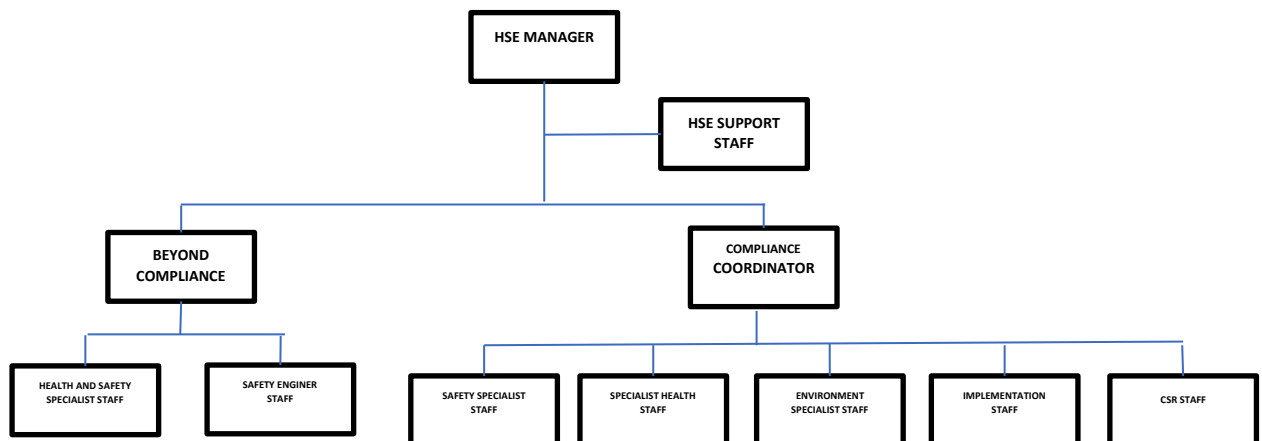 HSE MANAGER
HSE SUPPORT
STAFF
BEYOND
COMPLIANCE
COMPLIANCE
COORDINATOR
HEALTH AND SAFETY
SPECIALIST STAFF
SAFETY ENGINER
STAFF
SAFETY SPECIALIST
STAFF
SPECIALIST HEALTH
STAFF
ENVIRONMENT
SPECIALIST STAFF
IMPLEMENTATION
STAFF
CSR STAFF